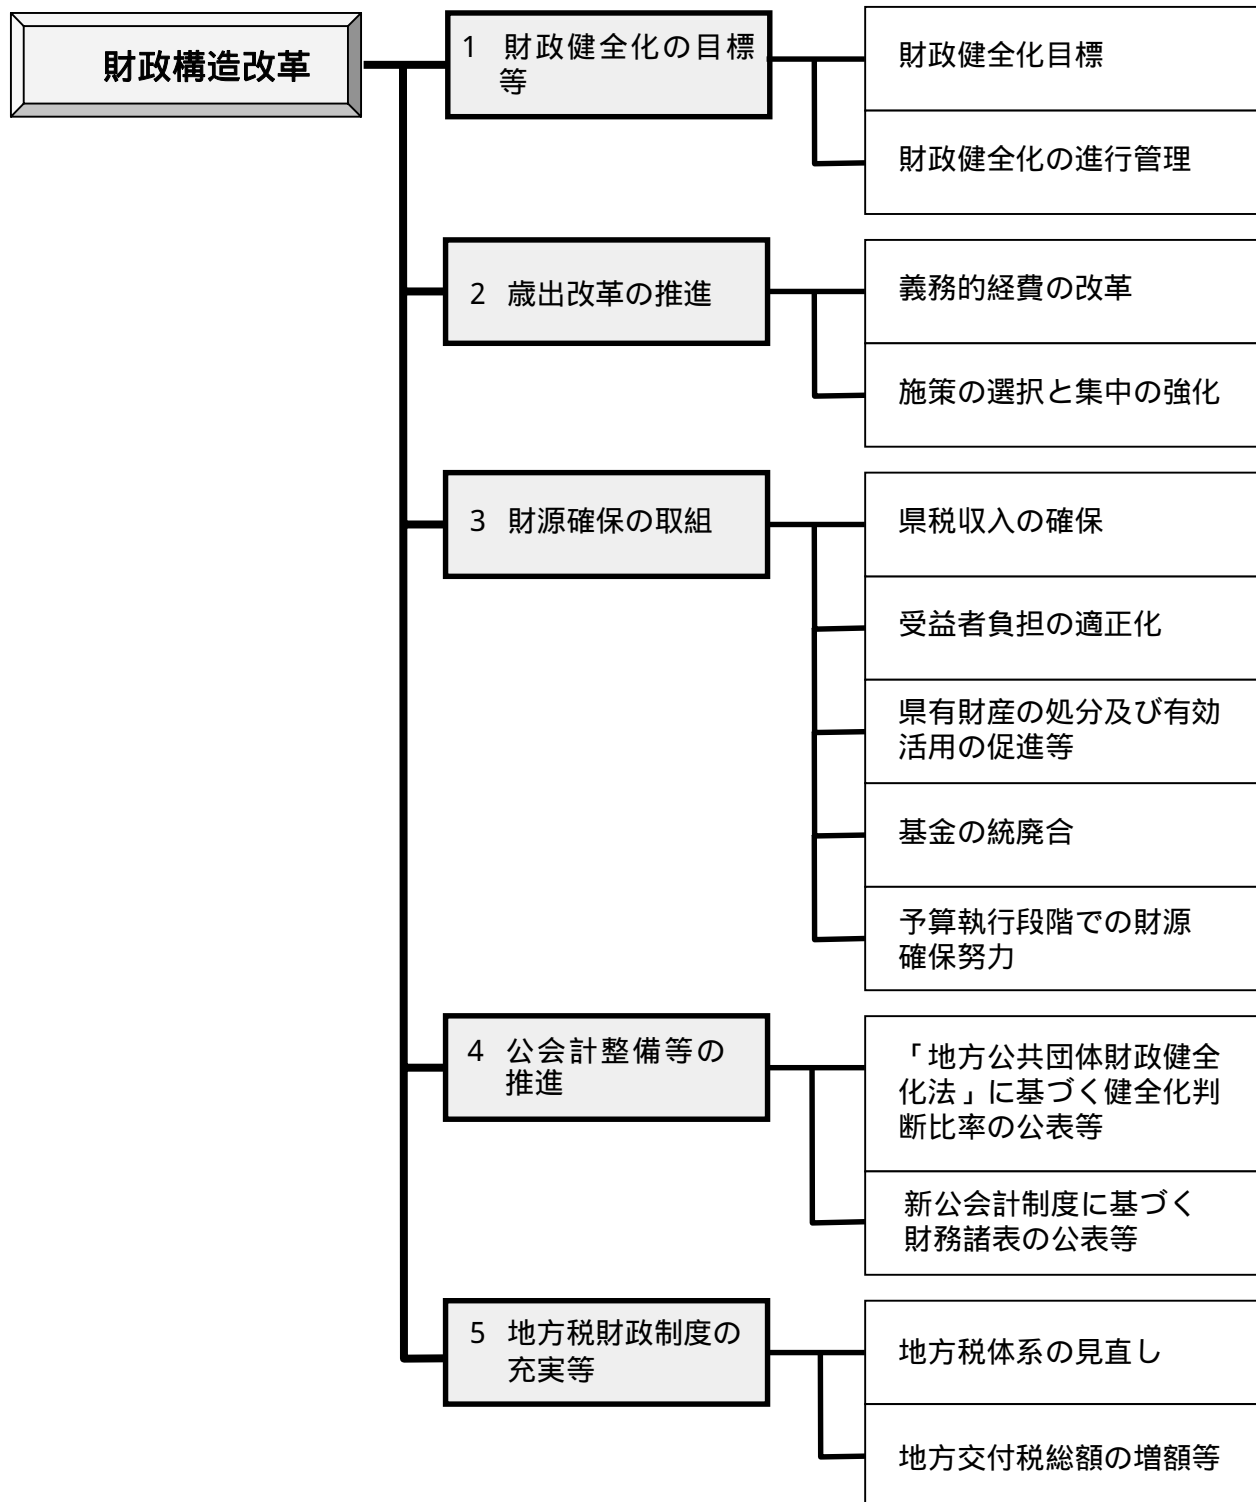 財政構造改革
1 財政健全化の目標
等
財政健全化目標
財政健全化の進行管理
2 歳出改革の推進
義務的経費の改革
施策の選択と集中の強化
3 財源確保の取組
県税収入の確保
受益者負担の適正化
県有財産の処分及び有効
活用の促進等
基金の統廃合
予算執行段階での財源
確保努力
4 公会計整備等の
推進
「地方公共団体財政健全
化法」に基づく健全化判
断比率の公表等
新公会計制度に基づく
財務諸表の公表等
5 地方税財政制度の
充実等
地方税体系の見直し
地方交付税総額の増額等